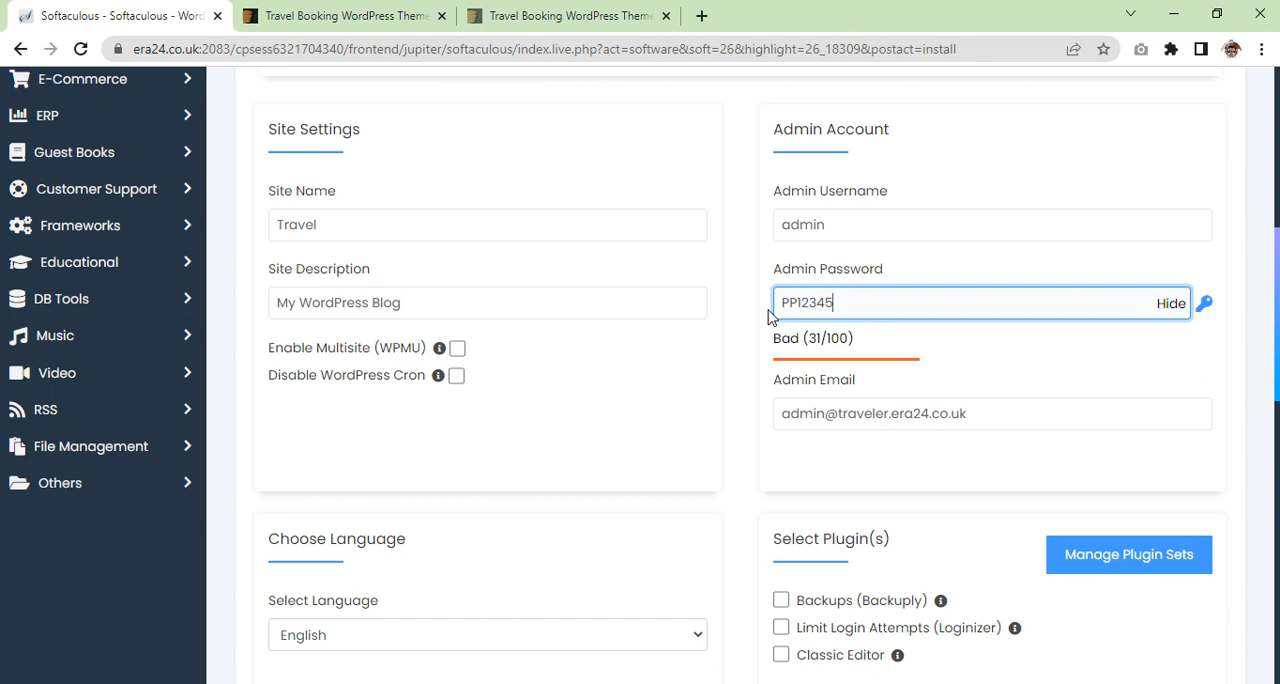 Softaculous - Softaculous - Word
Travel Booking WordPress Theme
Travel Booking WordPress Theme
era24.co.uk:2083/cpsess6321704340/frontend/jupiter/softaculous/index.live.php?act=software&soft=26&highlight=26_18309&postact=install
E-Commerce
ERP
Guest Books
Customer Support
Frameworks
Educational
DB Tools
Music
Video
RSS
File Management
Others
Site Settings
Site Name
Travel
Site Description
My WordPress Blog
Enable Multisite (WPMU)
Disable WordPress Cron
Admin Account
Admin Username
admin
Admin Password
PP12345
Hide
Bad (31/100)
Admin Email
admin@traveler.era24.co.uk
Choose Language
Select Language
English
Select Plugin(s)
Manage Plugin Sets
Backups (Backuply)
Limit Login Attempts (Loginizer)
Classic Editor